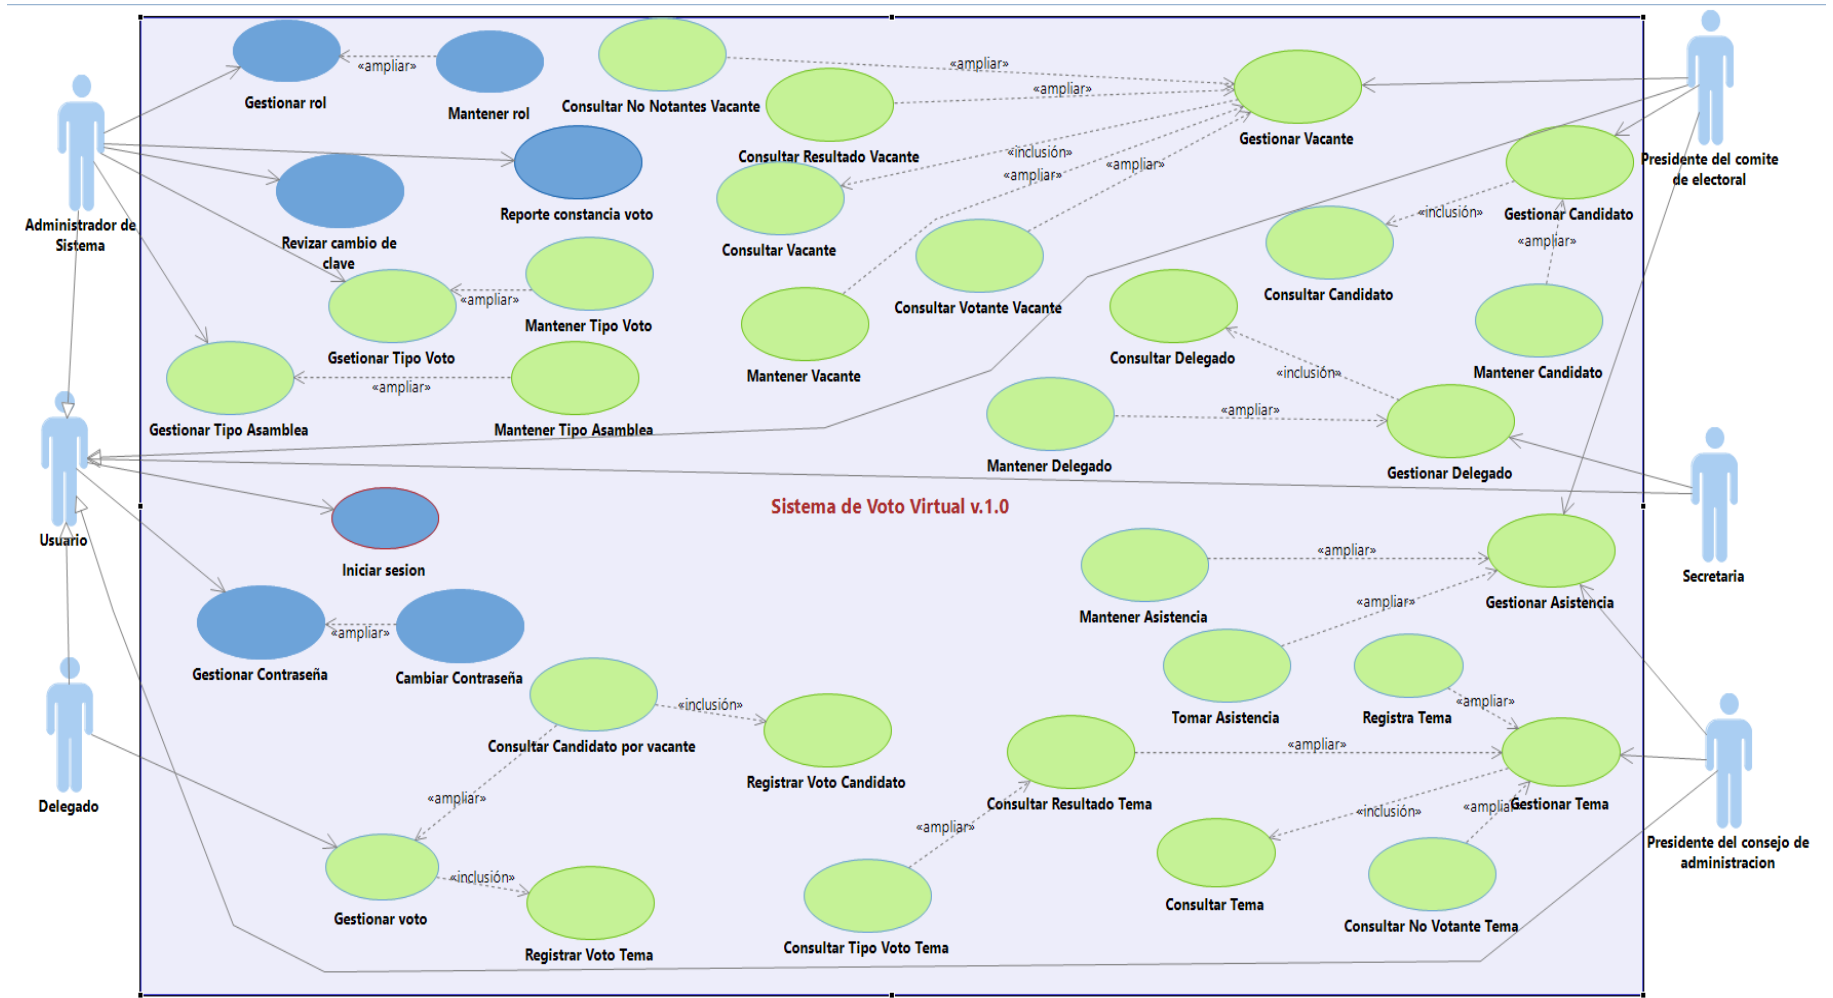 Gestionar rol
«ampliar»
Mantener rol
Consultar No Notantes Vacante
«ampliar»
Consultar Resultado Vacante
«ampliar»
Gestionar Vacante
Presidente del comite
de electoral
Administrador de
Sistema
Revizar cambio de
clave
Reporte constancia voto
«inclusión»
«ampliar»
«ampliar»
Consultar Vacante
Gestionar Candidato
«inclusión»
«ampliar»
Consultar Candidato
Mantener Candidato
Consultar Votante Vacante
Mantener Vacante
Gsetionar Tipo Voto
«ampliar»
Mantener Tipo Voto
Gestionar Tipo Asamblea
«ampliar»
Mantener Tipo Asamblea
Consultar Delegado
«inclusión»
Mantener Delegado
«ampliar»
Gestionar Delegado
Sistema de Voto Virtual v.1.0
Usuario
Iniciar sesion
Secretaria
Mantener Asistencia
«ampliar»
Gestionar Asistencia
«ampliar»
Tomar Asistencia
Registra Tema
«ampliar»
Gestionar Contraseña
«ampliar»
Cambiar Contraseña
Consultar Candidato por vacante
«inclusión»
Registrar Voto Candidato
«ampliar»
Delegado
Gestionar voto
«inclusión»
Registrar Voto Tema
Consultar Resultado Tema
«ampliar»
Gestionar Tema
«ampliar»
Consultar Tipo Voto Tema
«inclusión»
Consultar Tema
«ampliar»
Consultar No Votante Tema
Presidente del consejo de
administracion